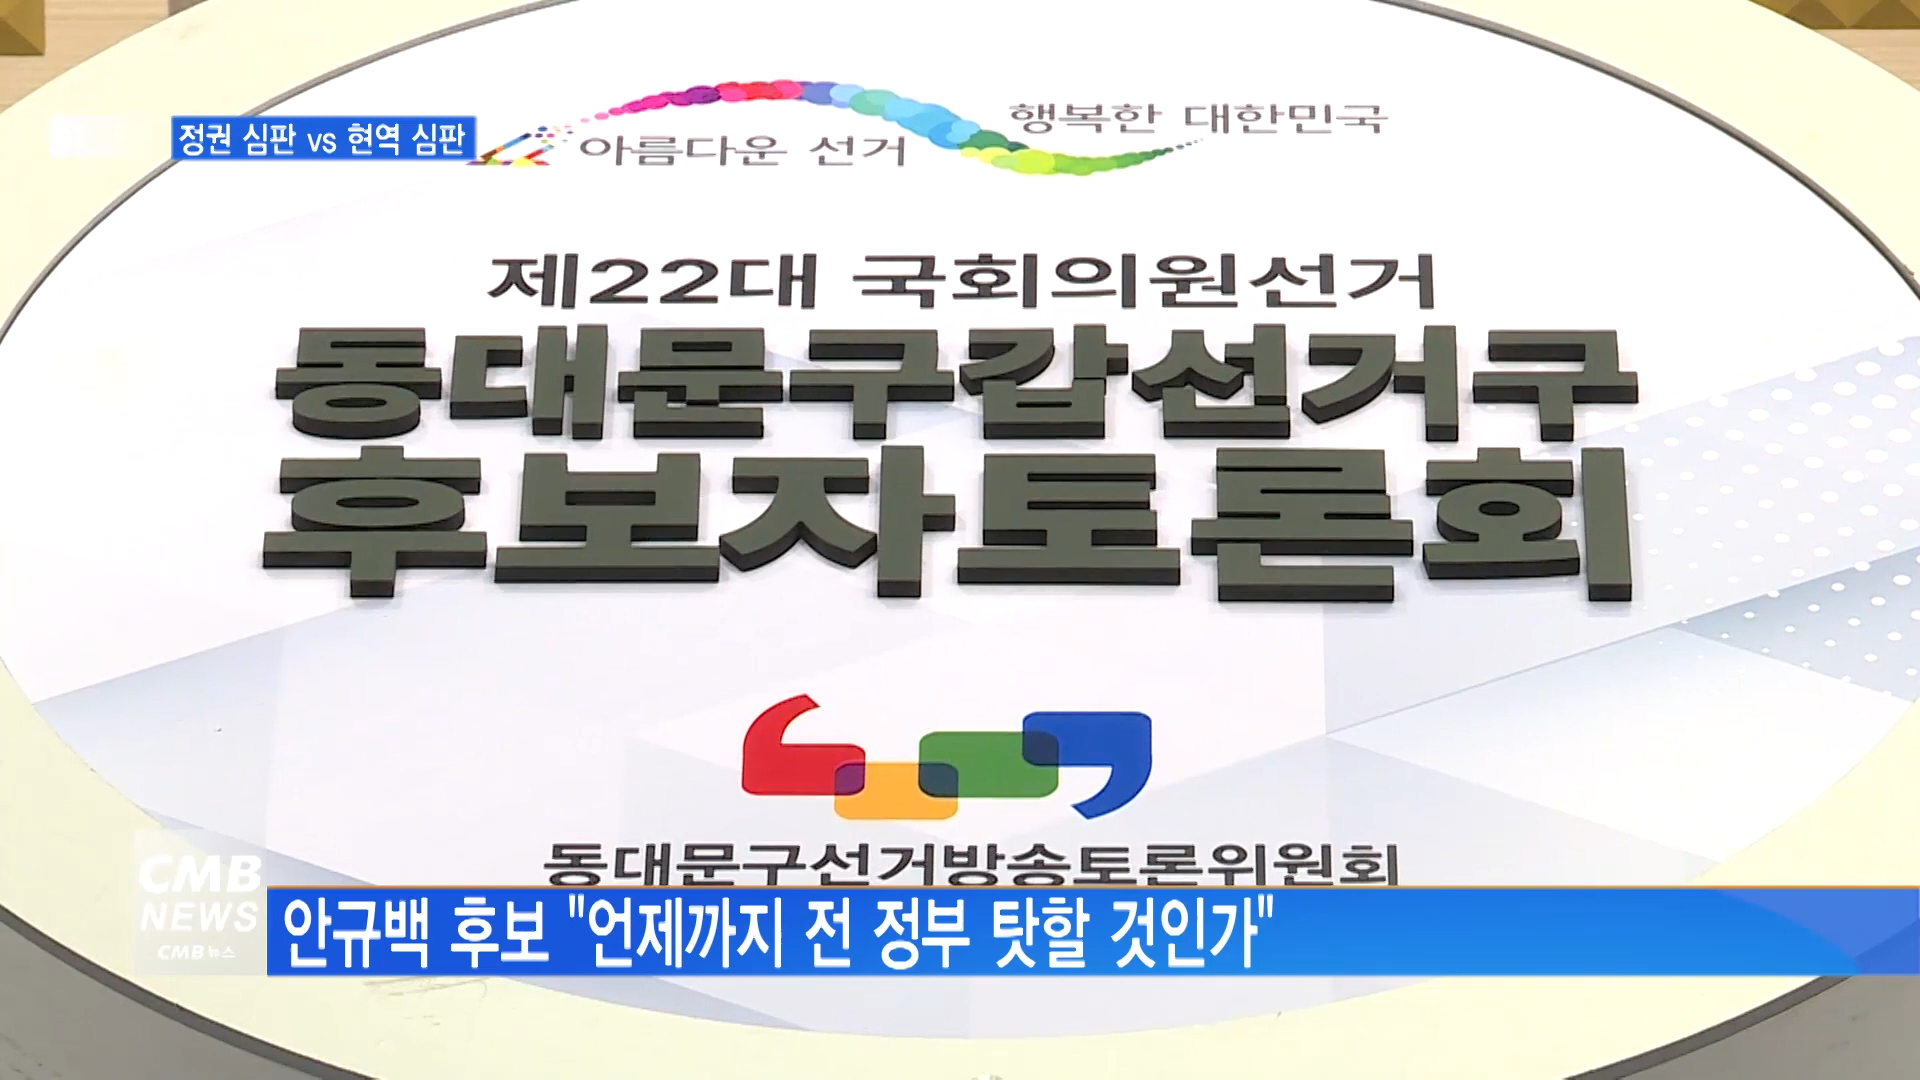 정권 심판 vs 현역 심판
아름다운 선거
행복한 대한민국
제22대 국회의원선거
동대문구갑선거구
후보자토론회
동대문구선거방송토론위원회
CMB
NEWS
CMB뉴스
안규백 후보 "언제까지 전 정부 탓할 것인가"